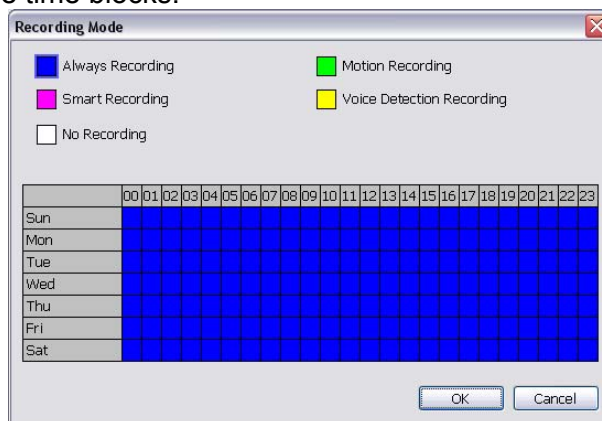 time blocks.
Recording Mode
Always Recording
Motion Recording
Smart Recording
Voice Detection Recording
No Recording
00 01 02 03 04 05 06 07 08 09 10 11 12 13 14 15 16 17 18 19 20 21 22 23
Sun
Mon
Tue
Wed
Thu
Fri
Sat
OK Cancel